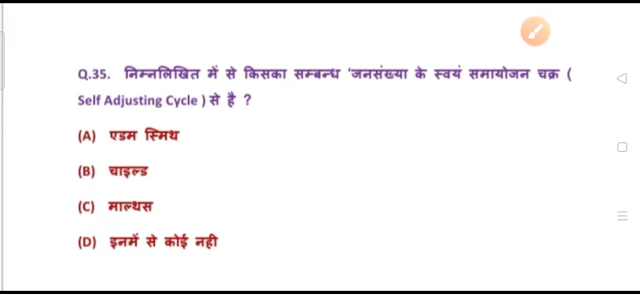 Q.35. निम्नलिखित में से किसका सम्बन्ध 'जनसंख्या के स्वयं समायोजन चक्र (
Self Adjusting Cycle ) से है ?
(A) एडम स्मिथ
(B) चाइल्ड
(C) माल्थस
(D) इनमें से कोई नही